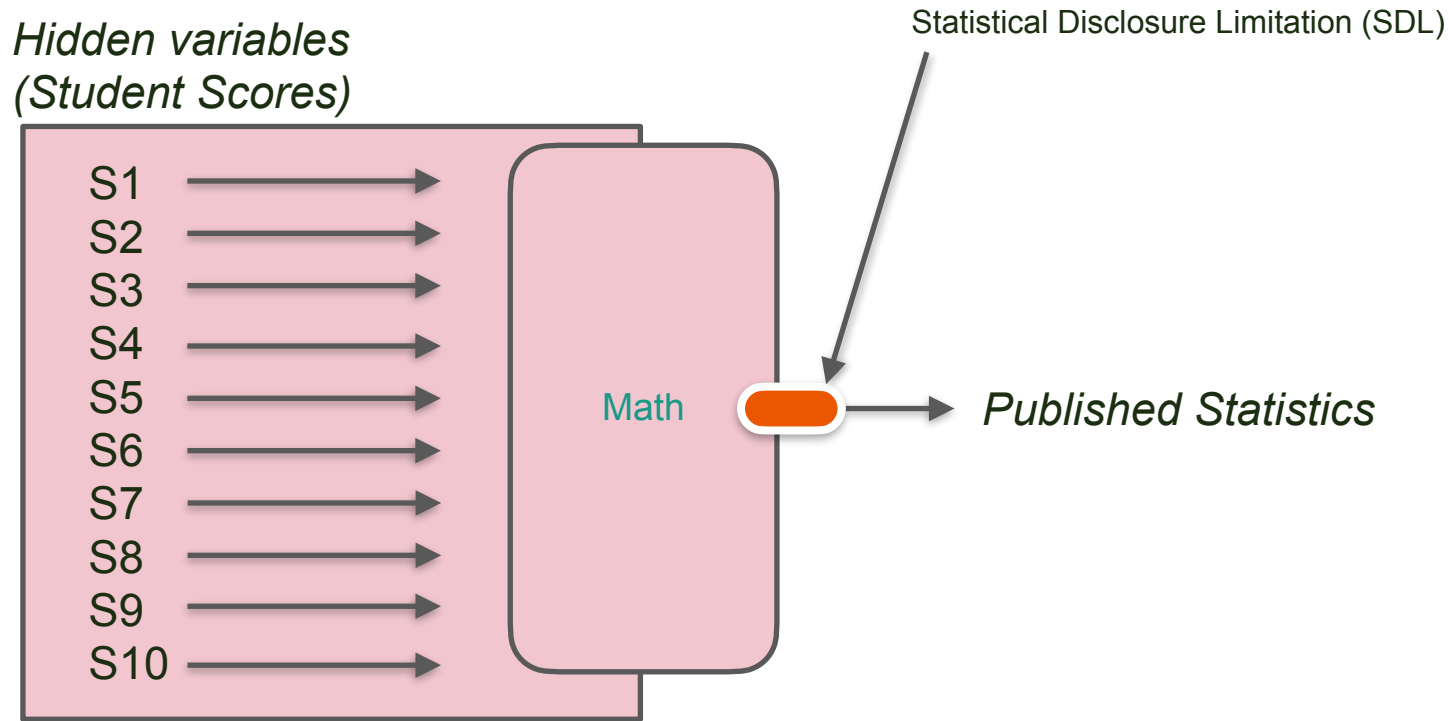 Hidden variables
(Student Scores)
Statistical Disclosure Limitation (SDL)
S1
S2
S3
S4
S5
S6
S7
S8
S9
S10
Math
Published Statistics